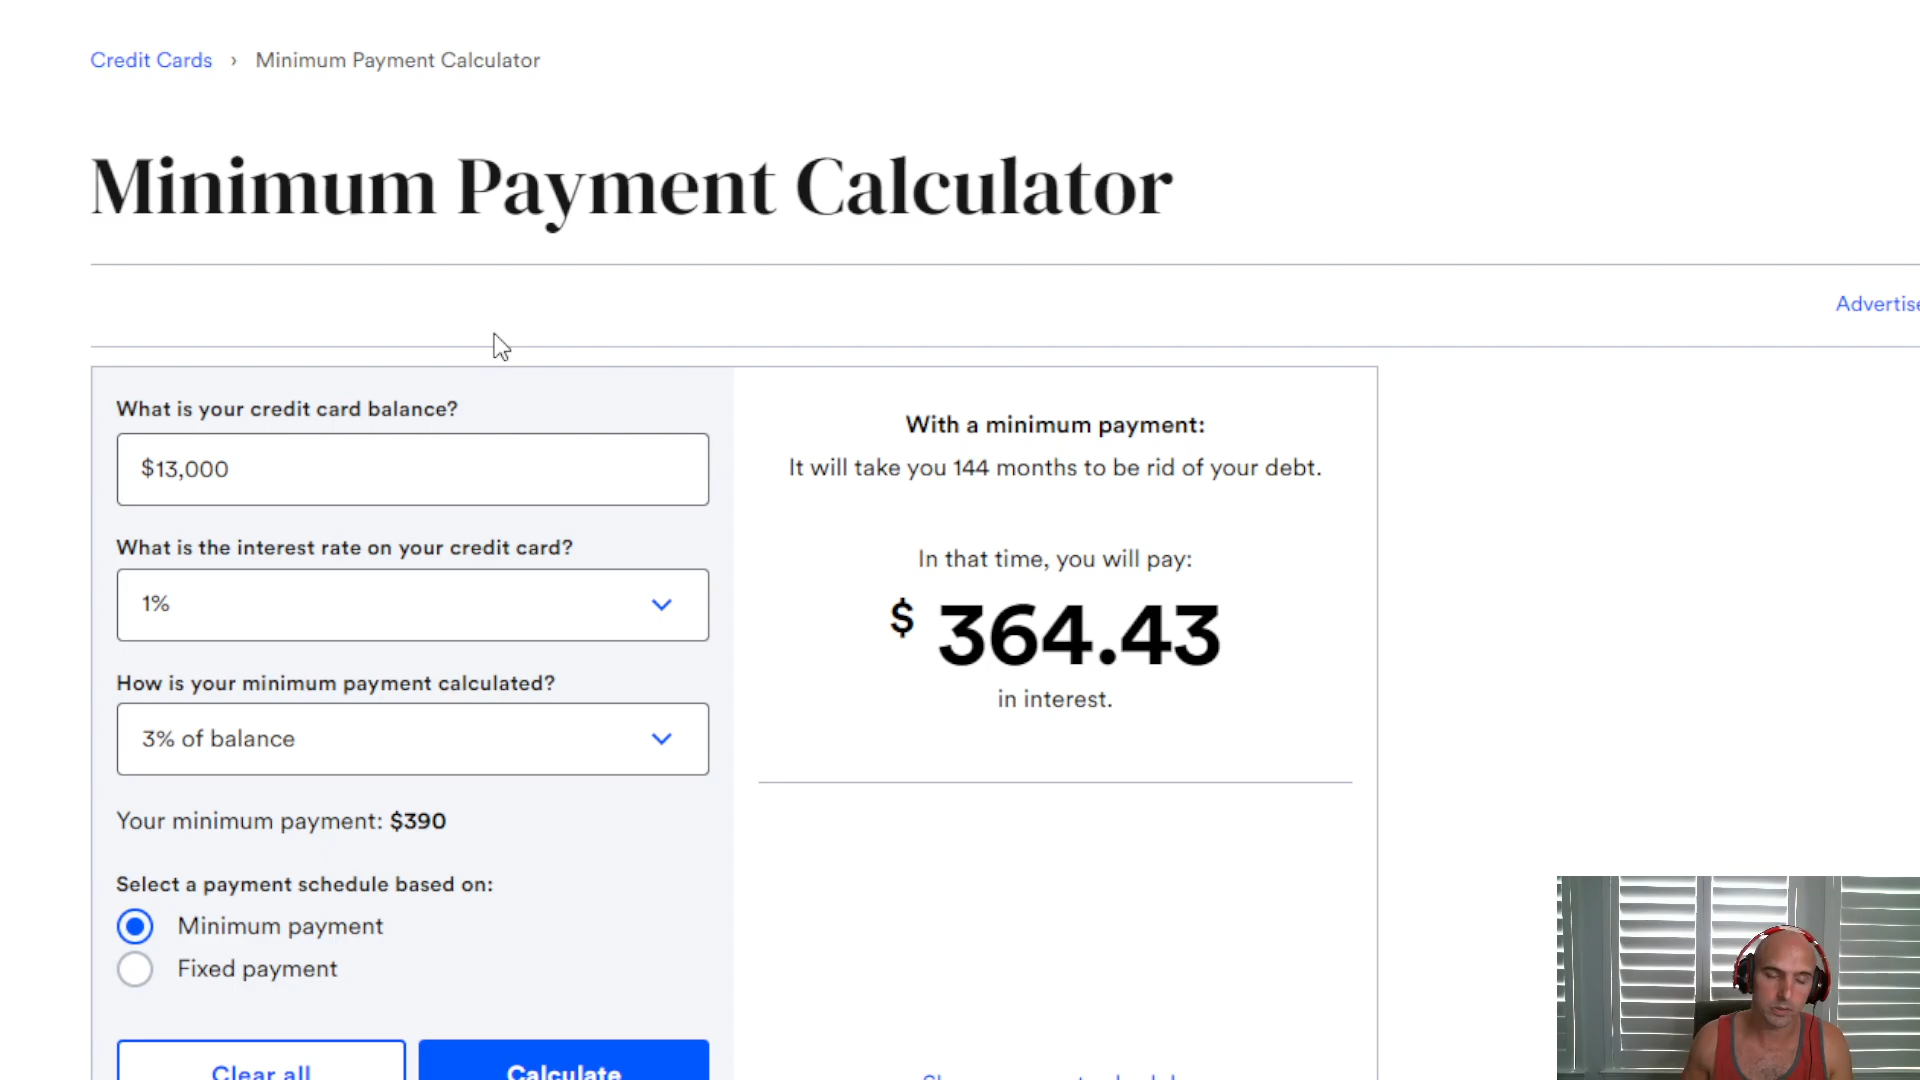 Credit Cards › Minimum Payment Calculator
Minimum Payment Calculator
What is your credit card balance?
$13,000
What is the interest rate on your credit card?
1%
How is your minimum payment calculated?
3% of balance
Your minimum payment: $390
Select a payment schedule based on:
Minimum payment
Fixed payment
Clear all
Calculate
With a minimum payment:
It will take you 144 months to be rid of your debt.
In that time, you will pay:
$ 364.43
in interest.